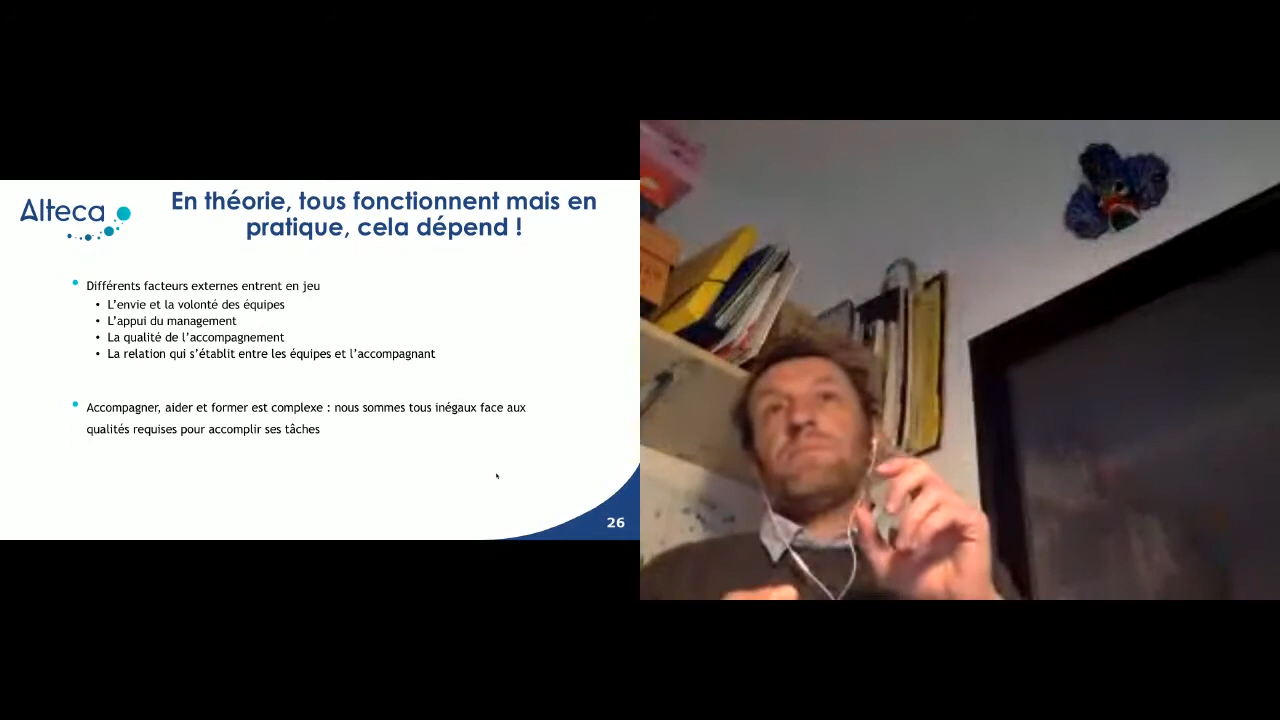 Alteca
En théorie, tous fonctionnent mais en
pratique, cela dépend !
Différents facteurs externes entrent en jeu
L'envie et la volonté des équipes
L'appui du management
La qualité de l'accompagnement
La relation qui s'établit entre les équipes et l'accompagnant
Accompagner, aider et former est complexe : nous sommes tous inégaux face aux
qualités requises pour accomplir ses tâches
26